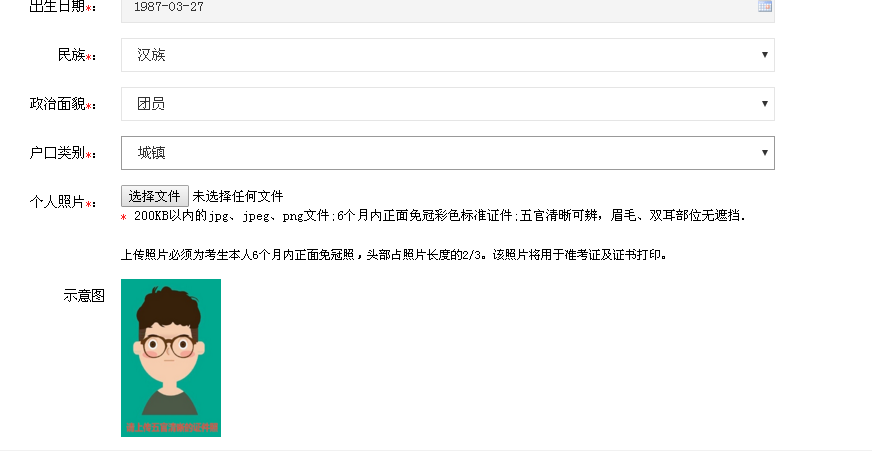 出生日期*： 1987-03-27
民族*： 汉族
政治面貌*： 团员
户口类别*： 城镇
个人照片*： 选择文件 未选择任何文件
* 200KB以内的jpg、jpeg、png文件;6个月内正面免冠彩色标准证件;五官清晰可辨，眉毛、双耳部位无遮挡.
上传照片必须为考生本人6个月内正面免冠照，头部占照片长度的2/3。该照片将用于准考证及证书打印。
示意图